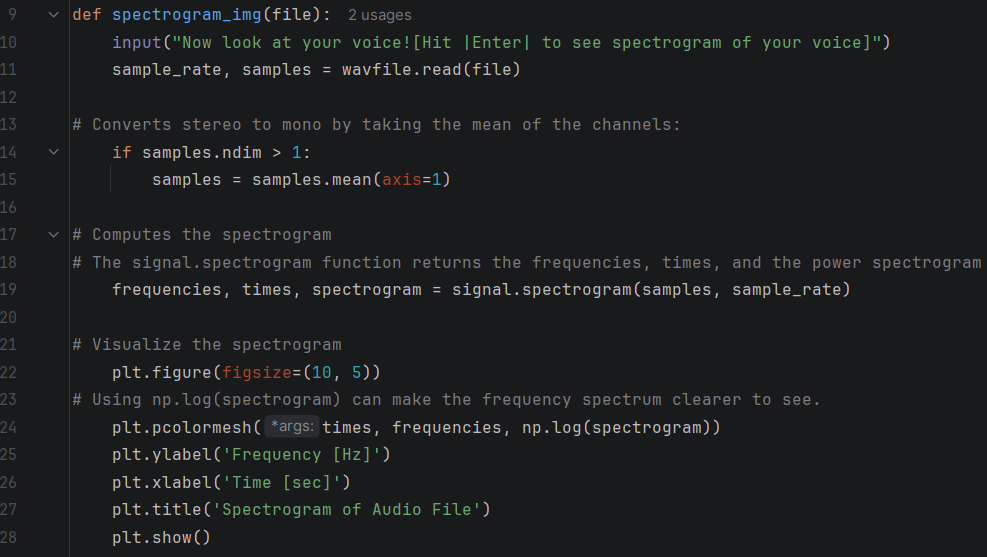 9 def spectrogram_img(file): 2 usages
10 input("Now look at your voice![Hit |Enter| to see spectrogram of your voice]")
11 sample_rate, samples = wavfile.read(file)
12
13 # Converts stereo to mono by taking the mean of the channels:
14 if samples.ndim > 1:
15 samples = samples.mean(axis=1)
16
17 # Computes the spectrogram
18 # The signal.spectrogram function returns the frequencies, times, and the power spectrogram
19 frequencies, times, spectrogram = signal.spectrogram(samples, sample_rate)
20
21 # Visualize the spectrogram
22 plt.figure(figsize=(10, 5))
23 # Using np.log(spectrogram) can make the frequency spectrum clearer to see.
24 plt.pcolormesh( *args: times, frequencies, np.log(spectrogram))
25 plt.ylabel('Frequency [Hz]')
26 plt.xlabel('Time [sec]')
27 plt.title('Spectrogram of Audio File')
28 plt.show()